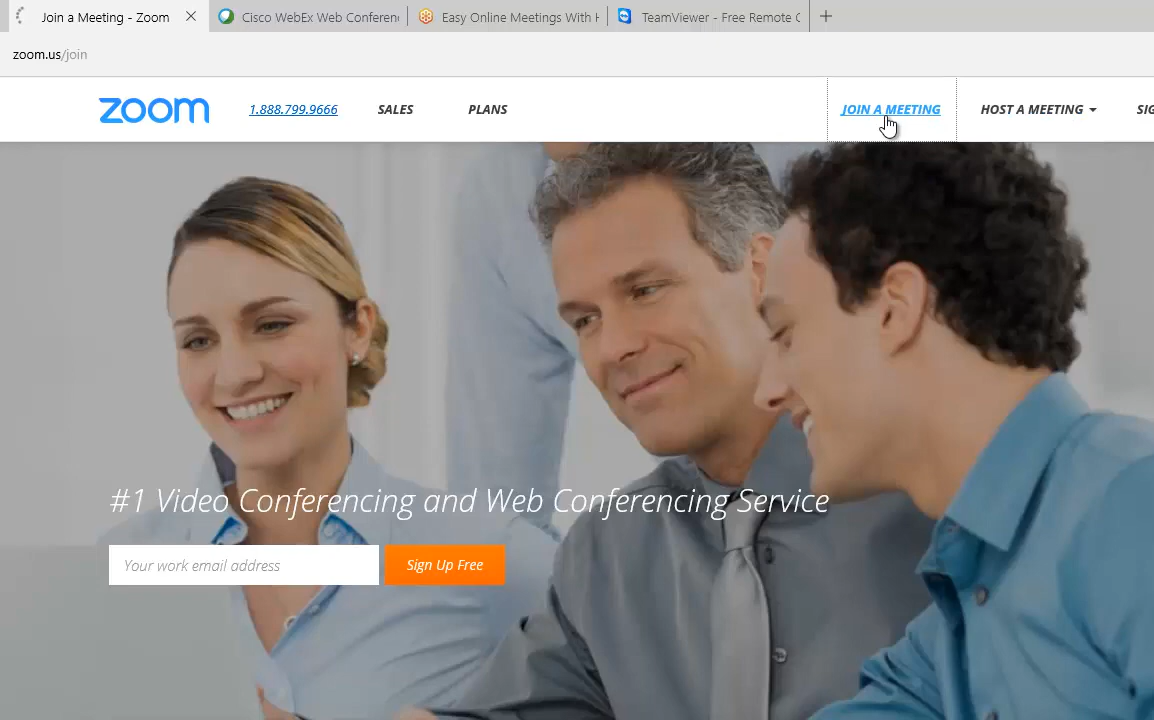 Join a Meeting - Zoom
Cisco WebEx Web Conferen
Easy Online Meetings With
TeamViewer - Free Remote
zoom.us/join
zoom
1.888.799.9666
SALES
PLANS
JOIN A MEETING
HOST A MEETING
SIG
#1 Video Conferencing and Web Conferencing Service
Your work email address
Sign Up Free